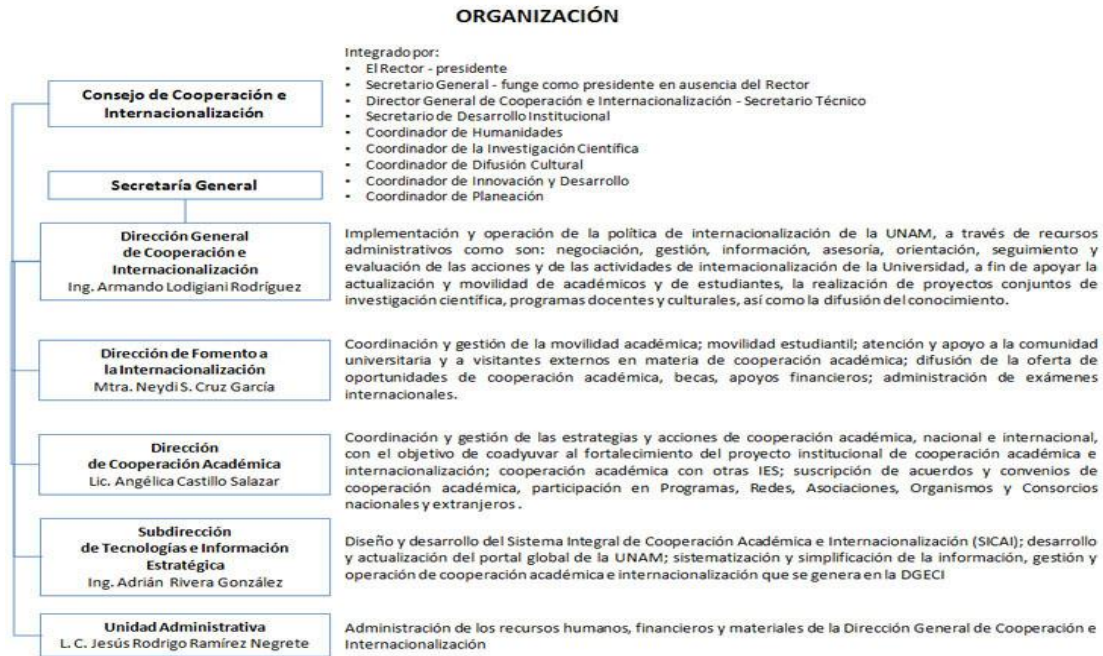 ORGANIZACIÓN
Consejo de Cooperación e
Internacionalización
Integrado por:
• El Rector - presidente
• Secretario General - funge como presidente en ausencia del Rector
• Director General de Cooperación e Internacionalización - Secretario Técnico
• Secretario de Desarrollo Institucional
• Coordinador de Humanidades
• Coordinador de la Investigación Científica
• Coordinador de Difusión Cultural
• Coordinador de Innovación y Desarrollo
• Coordinador de Planeación
Secretaría General
Dirección General
de Cooperación e
Internacionalización
Ing. Armando Lodigiani Rodríguez
Implementación y operación de la política de internacionalización de la UNAM, a través de recursos
administrativos como son: negociación, gestión, información, asesoría, orientación, seguimiento y
evaluación de las acciones y de las actividades de internacionalización de la Universidad, a fin de apoyar la
actualización y movilidad de académicos y de estudiantes, la realización de proyectos conjuntos de
investigación científica, programas docentes y culturales, así como la difusión del conocimiento.
Dirección de Fomento a
la Internacionalización
Mtra. Neydi S. Cruz García
Coordinación y gestión de la movilidad académica; movilidad estudiantil; atención y apoyo a la comunidad
universitaria y a visitantes externos en materia de cooperación académica; difusión de la oferta de
oportunidades de cooperación académica, becas, apoyos financieros; administración de exámenes
internacionales.
Dirección
de Cooperación Académica
Lic. Angélica Castillo Salazar
Coordinación y gestión de las estrategias y acciones de cooperación académica, nacional e internacional,
con el objetivo de coadyuvar al fortalecimiento del proyecto institucional de cooperación académica e
internacionalización; cooperación académica con otras IES; suscripción de acuerdos y convenios de
cooperación académica, participación en Programas, Redes, Asociaciones, Organismos y Consorcios
nacionales y extranjeros .
Subdirección
de Tecnologías e Información
Estratégica
Ing. Adrián Rivera González
Diseño y desarrollo del Sistema Integral de Cooperación Académica e Internacionalización (SICAI); desarrollo
y actualización del portal global de la UNAM; sistematización y simplificación de la información, gestión y
operación de cooperación académica e internacionalización que se genera en la DGECI
Unidad Administrativa
L. C. Jesús Rodrigo Ramírez Negrete
Administración de los recursos humanos, financieros y materiales de la Dirección General de Cooperación e
Internacionalización